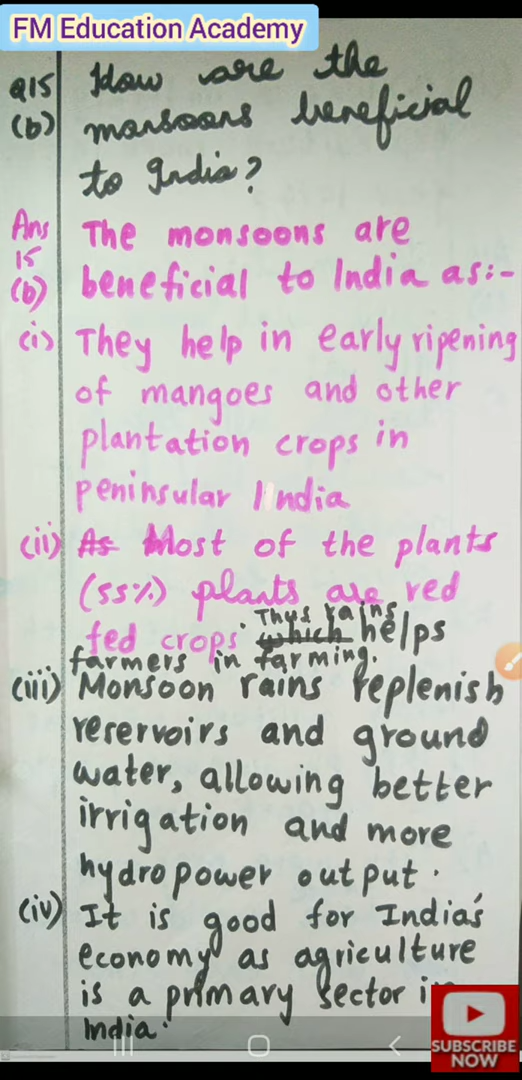 FM Education Academy
Q15 How are the
(b) monsoons beneficial
to India?
Ans The monsoons are
15
(b) beneficial to India as:-
(i) They help in early ripening
of mangoes and other
plantation crops in
peninsular India
(ii) As Most of the plants
(55%) plants are red
fed crops. Thus rains which helps
farmers in farming.
(iii) Monsoon rains replenish
reservoirs and ground
water, allowing better
irrigation and more
hydropower output.
(iv) It is good for India's
economy as agriculture
is a primary sector in
India.
SUBSCRIBE
NOW